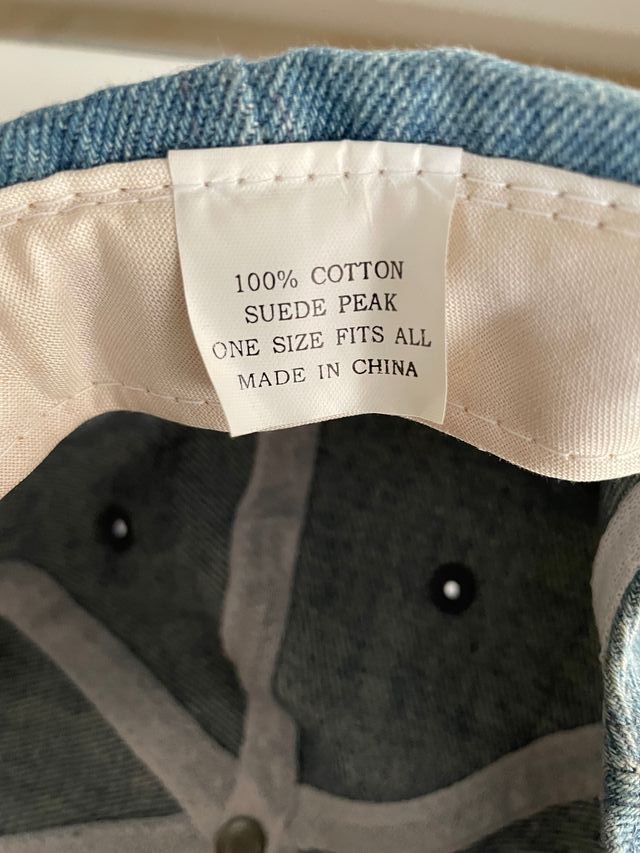 100% COTTON
SUEDE PEAK
ONE SIZE FITS ALL
MADE IN CHINA